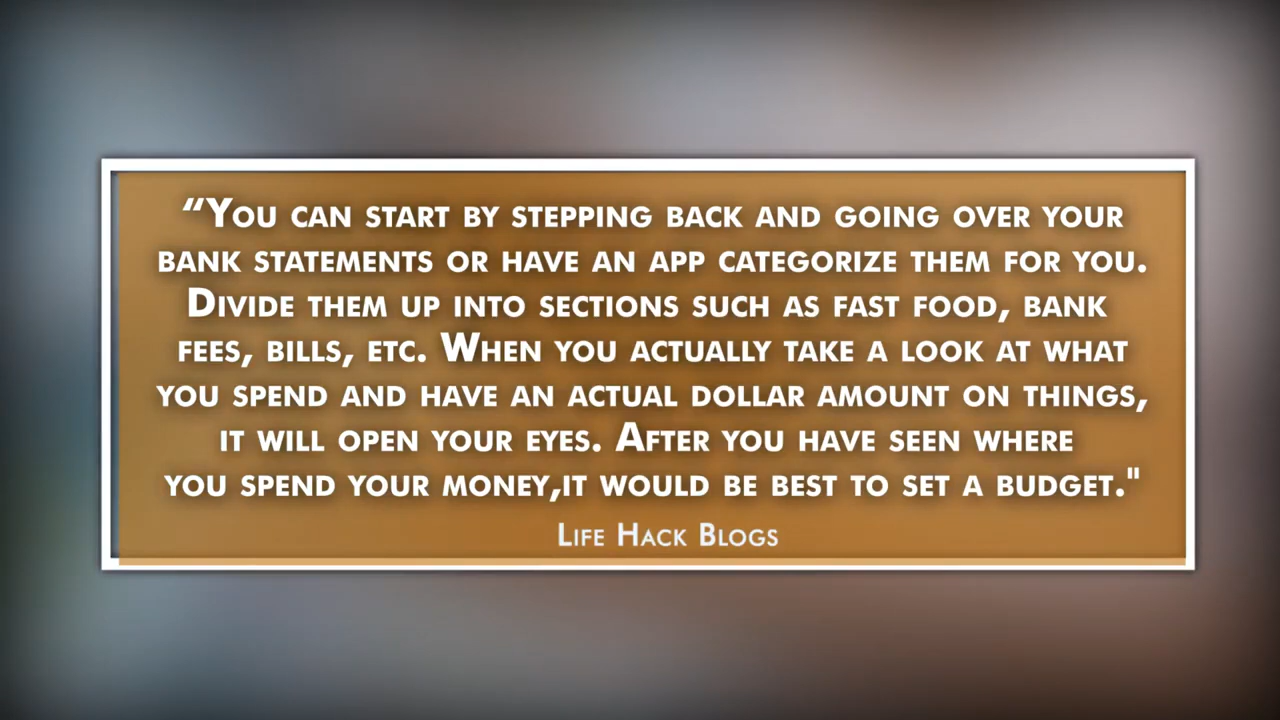 “You can start by stepping back and going over your
bank statements or have an app categorize them for you.
Divide them up into sections such as fast food, bank
fees, bills, etc. When you actually take a look at what
you spend and have an actual dollar amount on things,
it will open your eyes. After you have seen where
you spend your money,it would be best to set a budget."
Life Hack Blogs